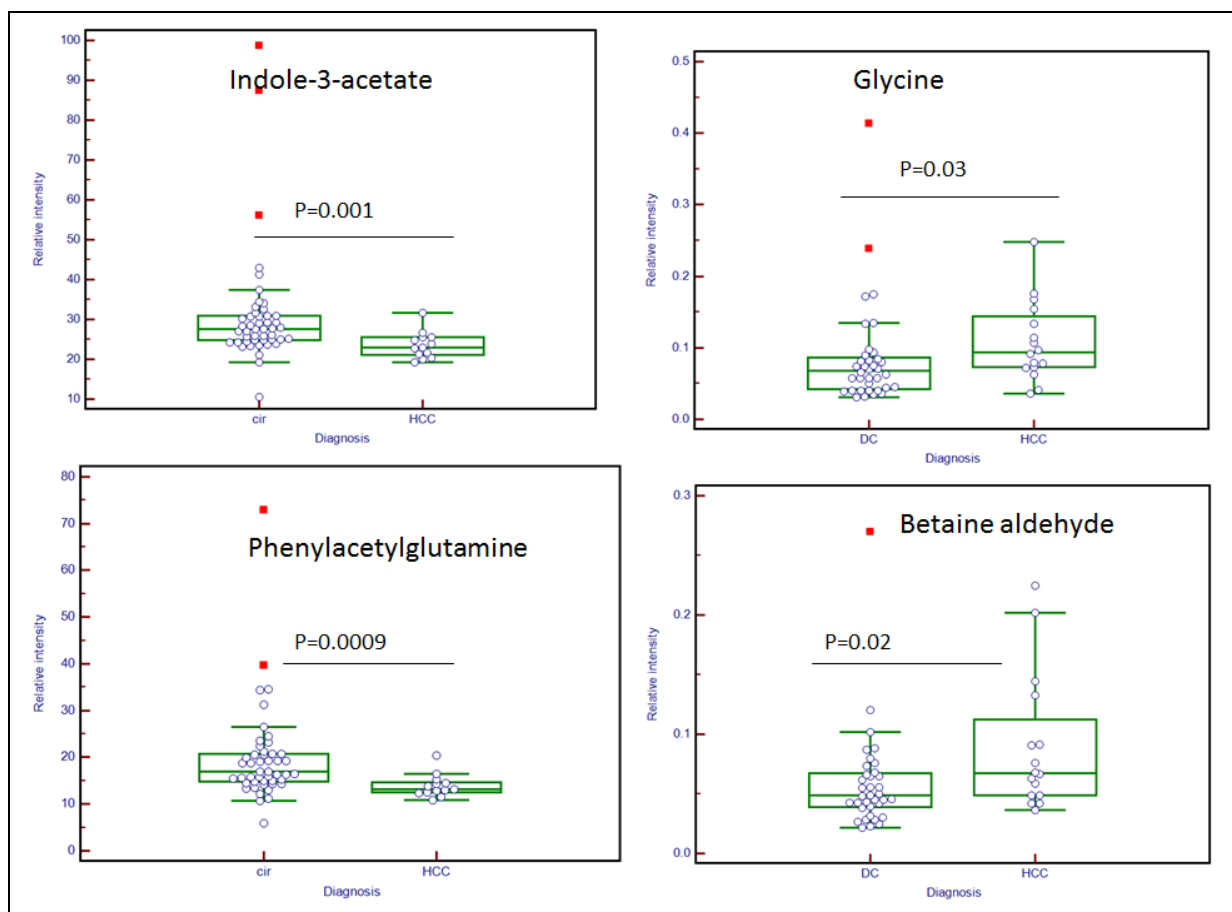 Indole-3-acetate
100
90
80
70
60
50
40
30
20
10
Relative intensity
P=0.001
cir HCC
Diagnosis
Glycine
0.5
0.4
0.3
0.2
0.1
0.0
Relative intensity
P=0.03
DC HCC
Diagnosis
Phenylacetylglutamine
80
70
60
50
40
30
20
10
0
Relative intensity
P=0.0009
cir HCC
Diagnosis
Betaine aldehyde
0.3
0.2
0.1
0.0
Relative intensity
P=0.02
DC HCC
Diagnosis